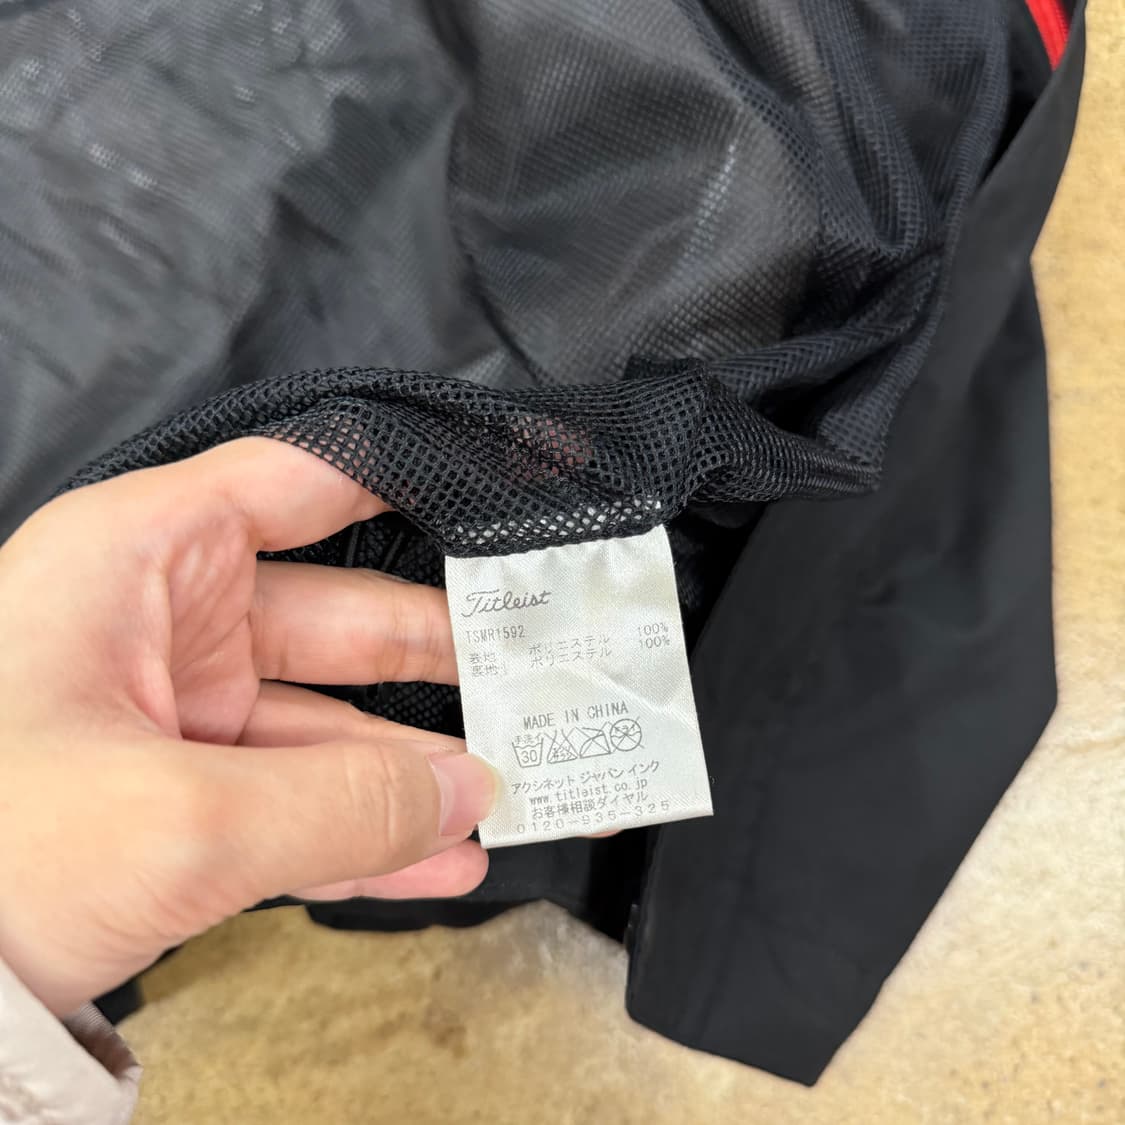 Titleist
TSMR1592
表地 ポリエステル 100%
裏地 ポリエステル 100%
MADE IN CHINA
手洗イ
30
アクシネット ジャパン インク
www.titleist.co.jp
お客様相談ダイヤル
0120-935-325